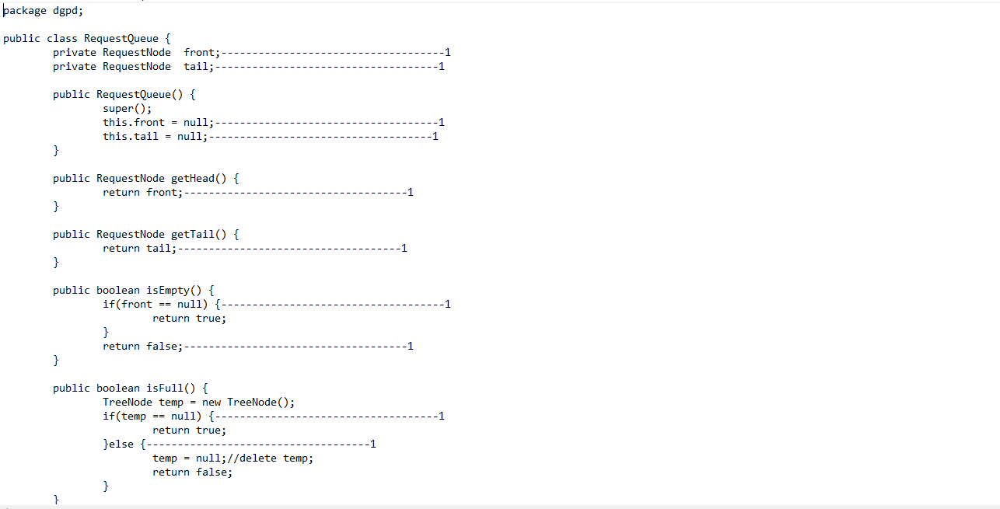 package dgpd;
public class RequestQueue {
private RequestNode  front;------------------------------------1
private RequestNode  tail;------------------------------------1
public RequestQueue() {
super();
this.front = null;------------------------------------1
this.tail = null;------------------------------------1
}
public RequestNode getHead() {
return front;------------------------------------1
}
public RequestNode getTail() {
return tail;------------------------------------1
}
public boolean isEmpty() {
if(front == null) {------------------------------------1
return true;
}
return false;------------------------------------1
}
public boolean isFull() {
TreeNode temp = new TreeNode();
if(temp == null) {------------------------------------1
return true;
}else {------------------------------------1
temp = null;//delete temp;
return false;
}
}